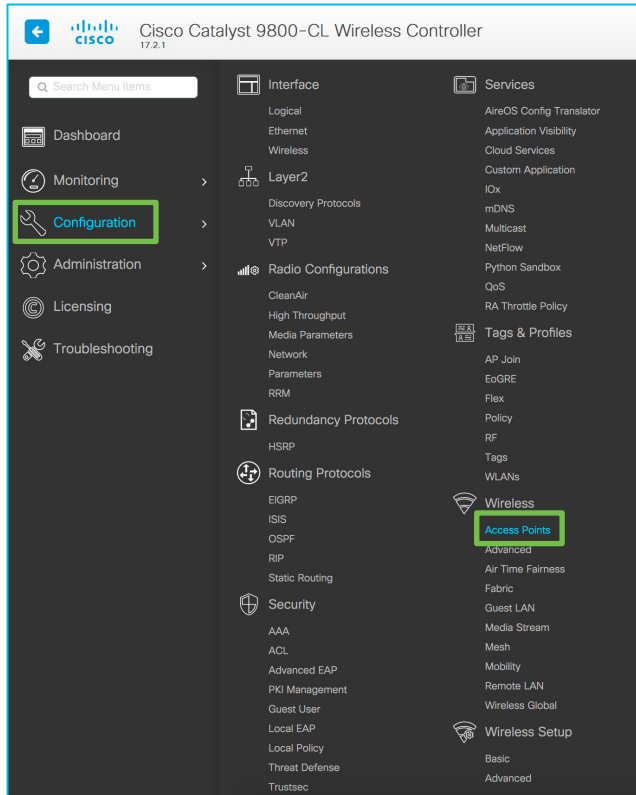 CISCO
Cisco Catalyst 9800-CL Wireless Controller
17.2.1
Search Menu Items
Dashboard
Monitoring
Configuration
Administration
Licensing
Troubleshooting
Interface
Logical
Ethernet
Wireless
Layer2
Discovery Protocols
VLAN
VTP
Radio Configurations
CleanAir
High Throughput
Media Parameters
Network
Parameters
RRM
Redundancy Protocols
HSRP
Routing Protocols
EIGRP
ISIS
OSPF
RIP
Static Routing
Security
AAA
ACL
Advanced EAP
PKI Management
Guest User
Local EAP
Local Policy
Threat Defense
Trustsec
Services
AireOS Config Translator
Application Visibility
Cloud Services
Custom Application
IOx
mDNS
Multicast
NetFlow
Python Sandbox
QoS
RA Throttle Policy
Tags & Profiles
AP Join
EoGRE
Flex
Policy
RF
Tags
WLANs
Wireless
Access Points
Advanced
Air Time Fairness
Fabric
Guest LAN
Media Stream
Mesh
Mobility
Remote LAN
Wireless Global
Wireless Setup
Basic
Advanced